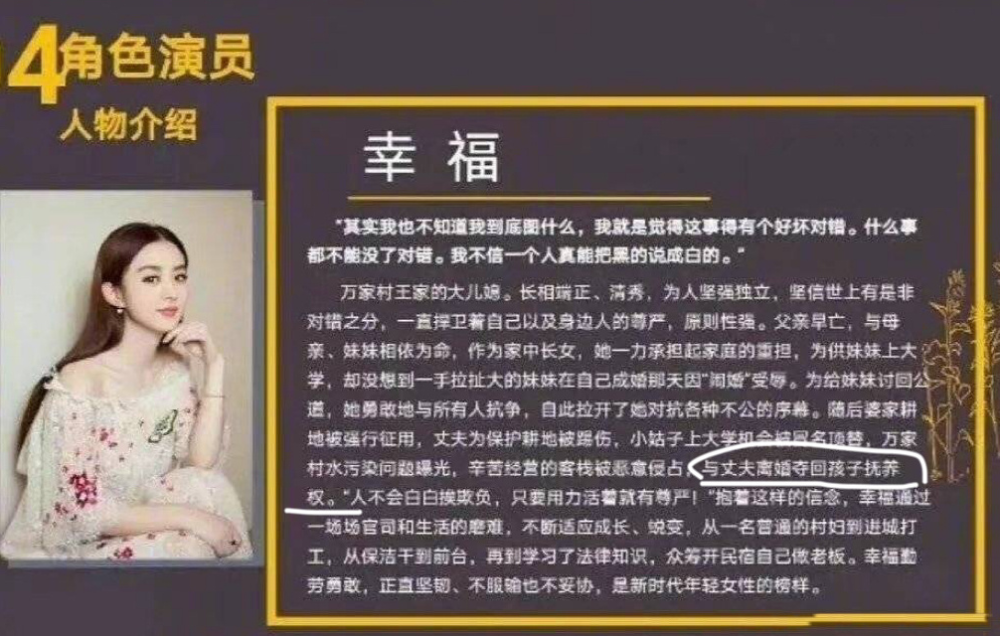 4
角色演员
人物介绍
幸 福
“其实我也不知道我到底图什么，我就是觉得这事得有个好坏对错。什么事
都不能没了对错。我不信一个人真能把黑的说成白的。”
万家村王家的大儿媳。长相端正、清秀，为人坚强独立，坚信世上有是非
对错之分，一直捍卫着自己以及身边人的尊严，原则性强。父亲早亡，与母
亲、妹妹相依为命，作为家中长女，她一力承担起家庭的重担，为供妹妹上大
学，却没想到一手拉扯大的妹妹在自己成婚那天因“闹婚”受辱。为给妹妹讨回公
道，她勇敢地与所有人抗争，自此拉开了她对抗各种不公的序幕。随后婆家耕
地被强行征用，丈夫为保护耕地被踢伤，小姑子上大学机会被冒名顶替，万家
村水污染问题曝光，辛苦经营的客栈被恶意侵占，与丈夫离婚夺回孩子抚养
权。“人不会白白挨欺负，只要用力活着就有尊严！”抱着这样的信念，幸福通过
一场场官司和生活的磨难，不断适应成长、蜕变，从一名普通的村妇到进城打
工，从保洁干到前台，再到学习了法律知识，众筹开民宿自己做老板。幸福勤
劳勇敢，正直坚韧、不服输也不妥协，是新时代年轻女性的榜样。